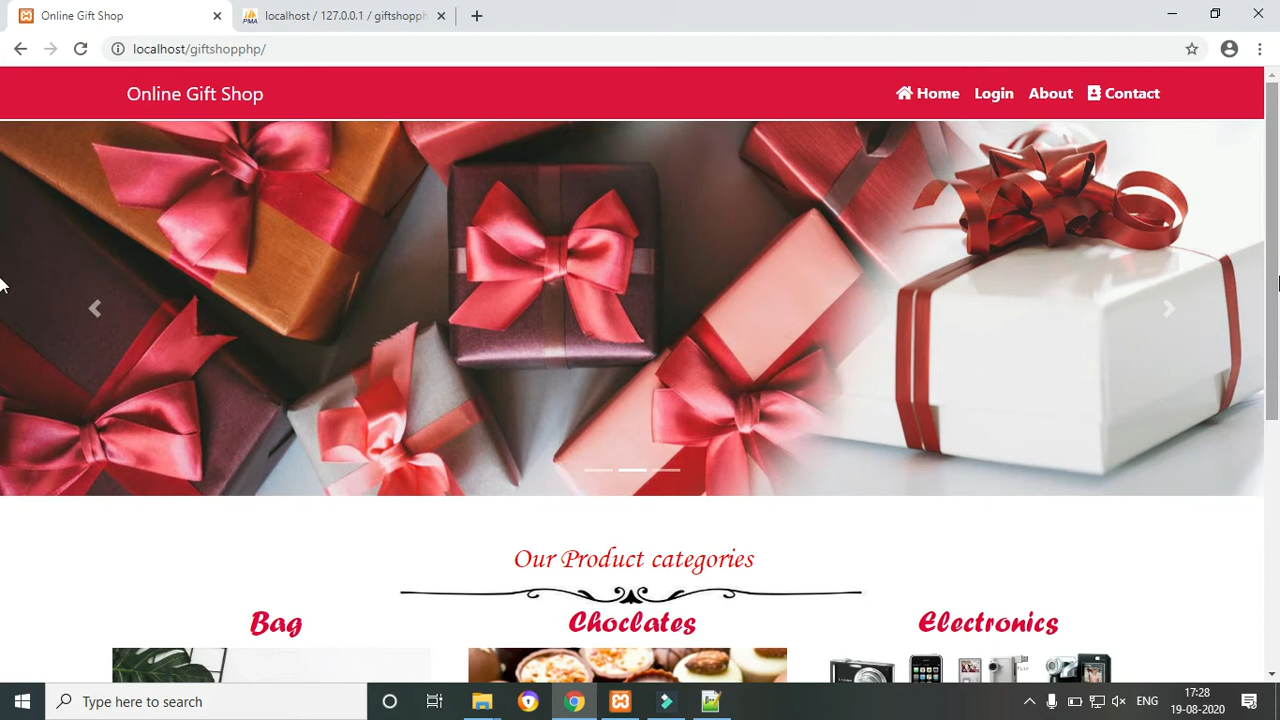 Online Gift Shop
localhost / 127.0.0.1 / giftshopph
localhost/giftshopphp/
Online Gift Shop
Home Login About Contact
Our Product categories
Bag Choclates Electronics
Type here to search
ENG
17:28
19-08-2020